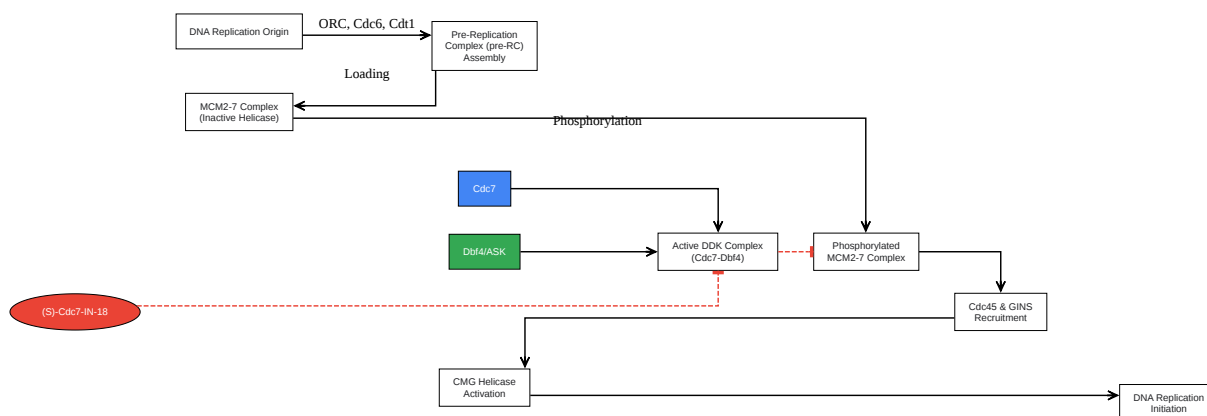 DNA Replication Origin
ORC, Cdc6, Cdt1
Pre-Replication
Complex (pre-RC)
Assembly
Loading
MCM2-7 Complex
(Inactive Helicase)
Phosphorylation
Cdc7
Dbf4/ASK
Active DDK Complex
(Cdc7-Dbf4)
Phosphorylated
MCM2-7 Complex
(S)-Cdc7-IN-18
Cdc45 & GINS
Recruitment
CMG Helicase
Activation
DNA Replication
Initiation